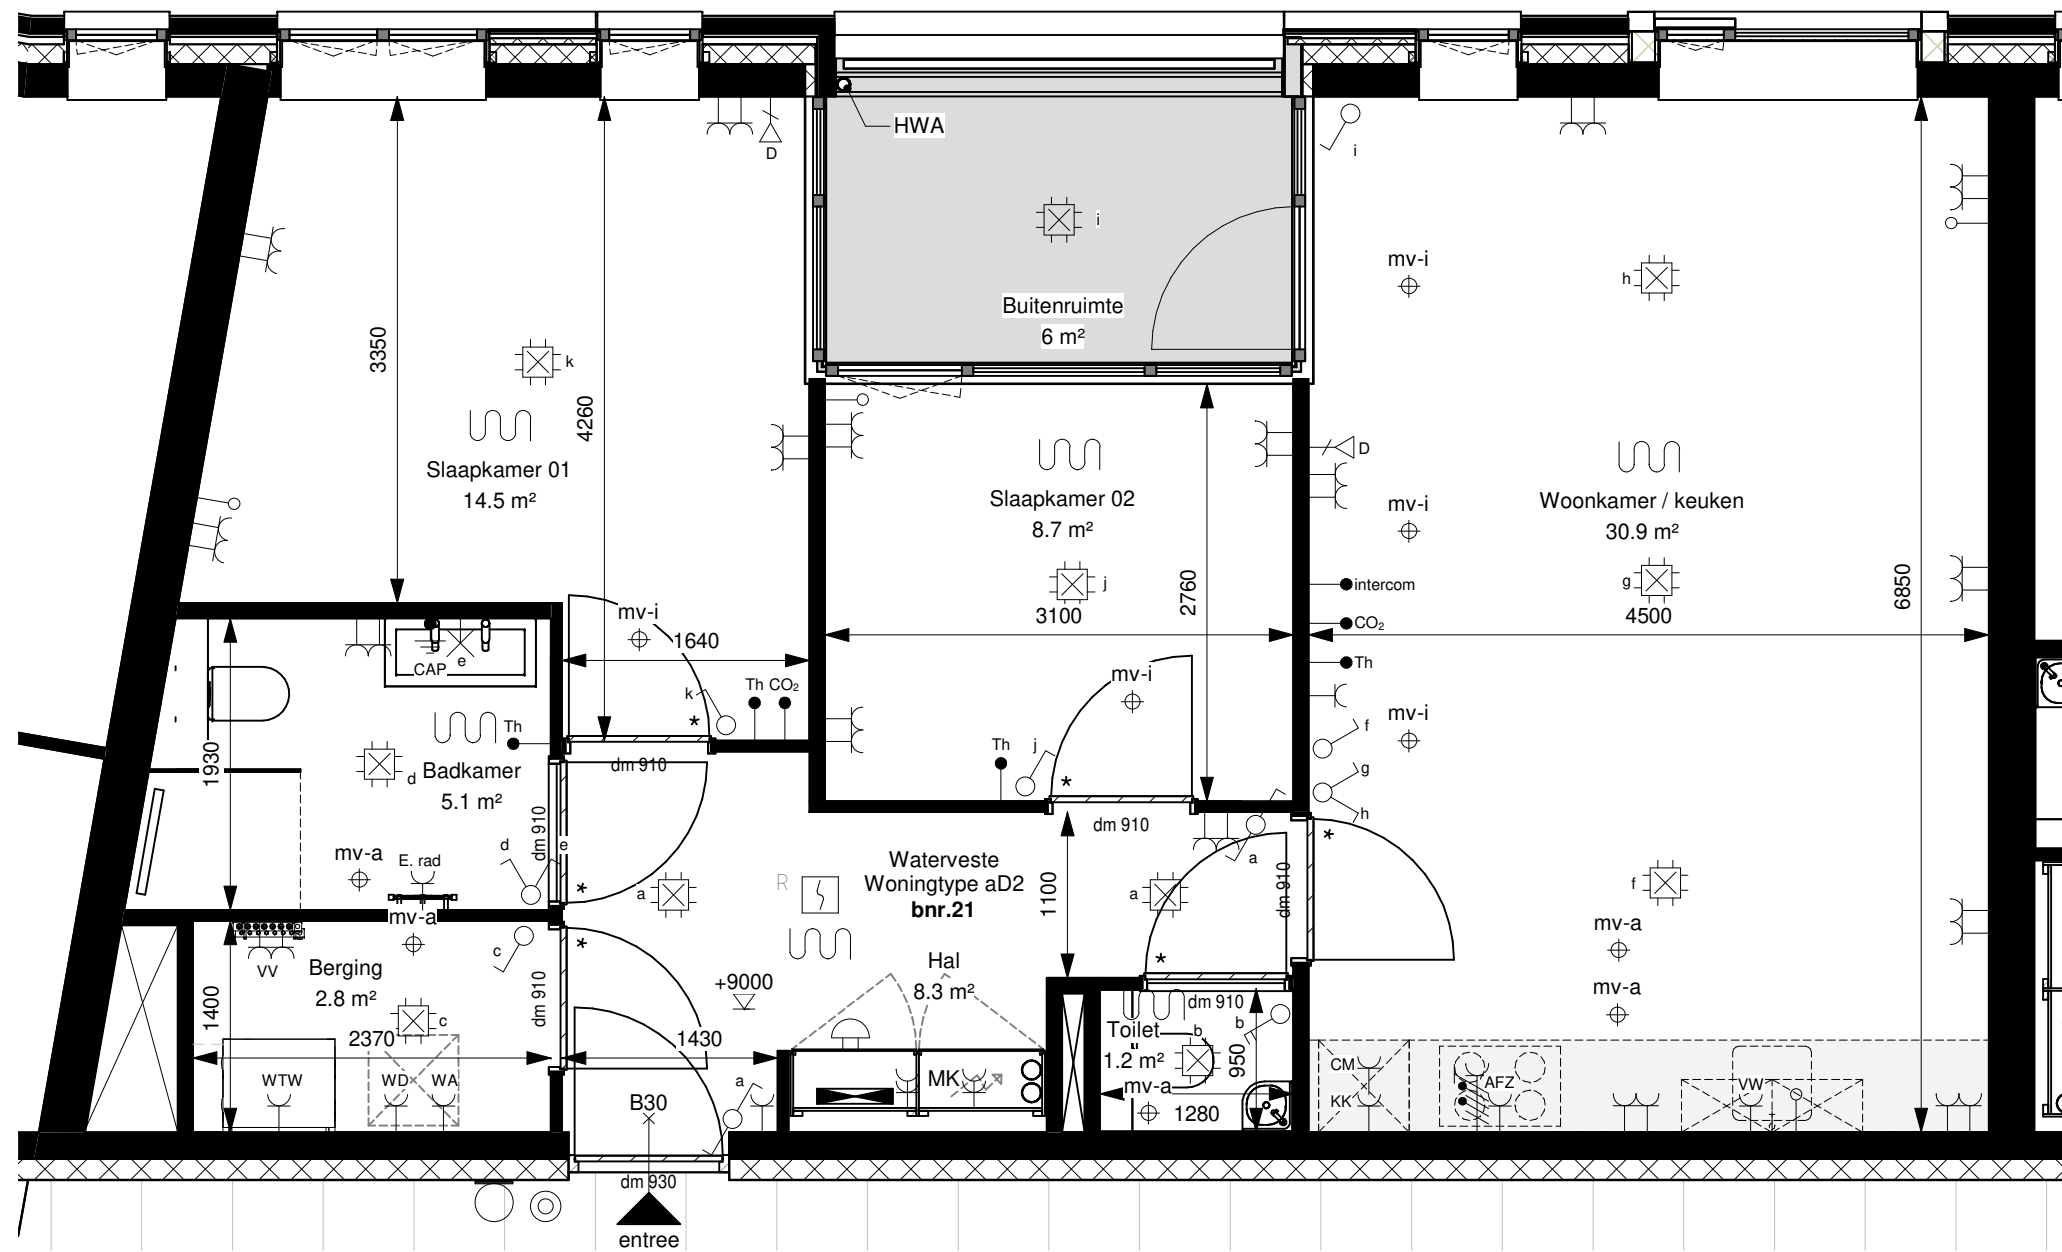 HWA
D
i
i
mv-i
h
Buitenruimte
6 m²
3350
k
4260
Slaapkamer 01
14.5 m²
Slaapkamer 02
8.7 m²
D
Woonkamer / keuken
30.9 m²
mv-i
intercom
CO₂
Th
g
j
3100
2760
4500
6850
mv-i
1640
k
Th CO₂
mv-i
Th
j
*
*
mv-i
f
g
h
CAP
e
Th
1930
d
Badkamer
5.1 m²
dm 910
dm 910
d
e
mv-a
E. rad
*
a
R
Waterveste
Woningtype aD2
bnr.21
dm 910
1100
a
a
dm 910
*
*
f
mv-a
mv-a
mv-a
VV
c
*
Berging
2.8 m²
c
1400
2370
dm 910
WTW
WD
WA
+9000
Hal
8.3 m²
1430
MK
B30
a
dm 910
b
b
Toilet
1.2 m²
950
mv-a
1280
CM
KK
AFZ
VW
dm 930
entree